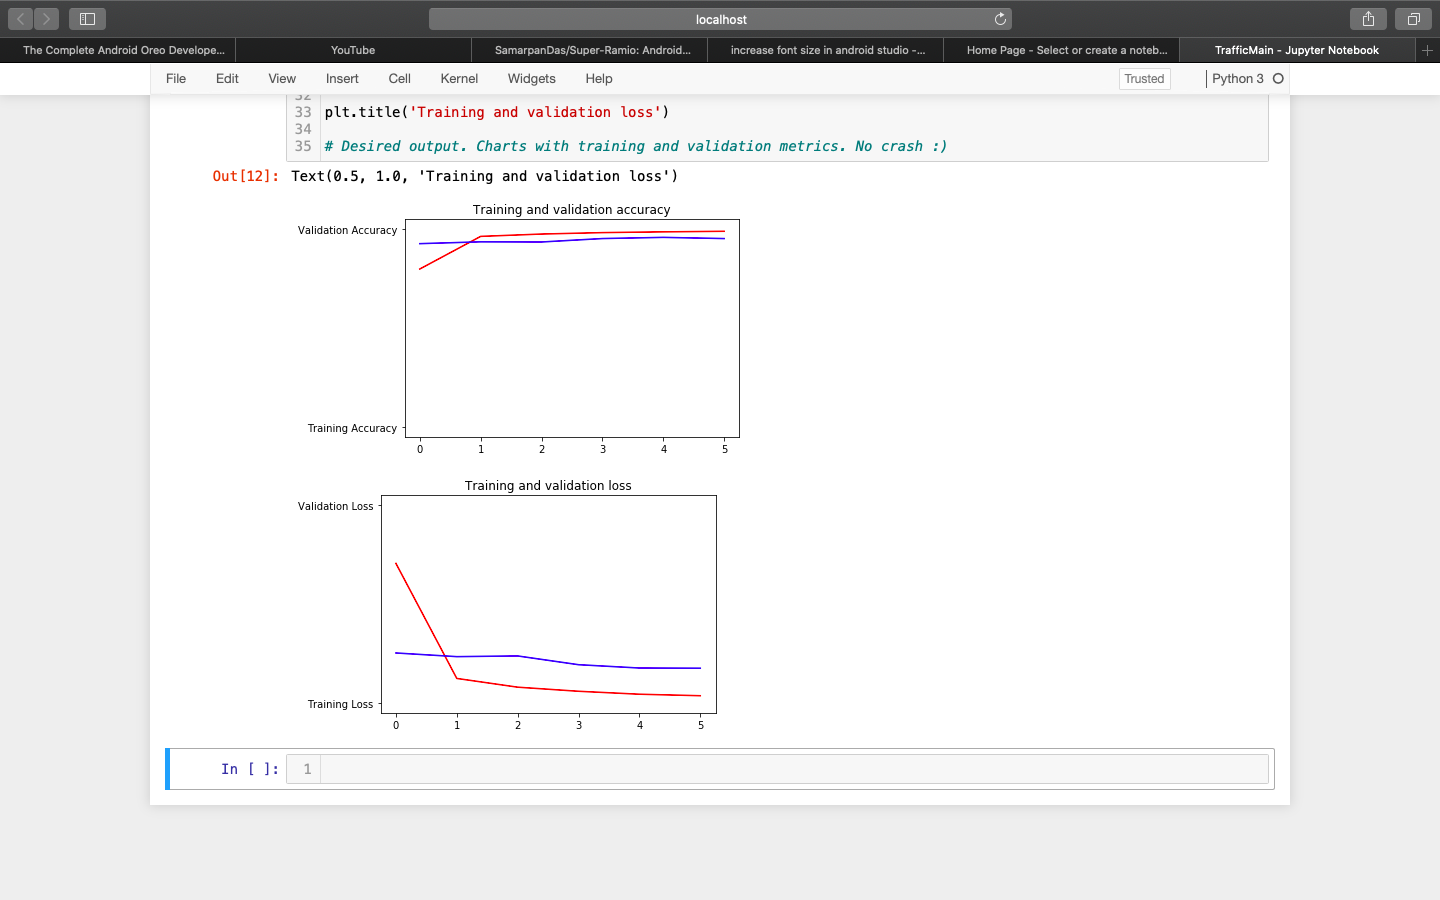 localhost
The Complete Android Oreo Develope...
YouTube
SamarpanDas/Super-Ramio: Android...
increase font size in android studio -...
Home Page - Select or create a noteb...
TrafficMain - Jupyter Notebook
File Edit View Insert Cell Kernel Widgets Help
Trusted
Python 3
32
33 plt.title('Training and validation loss')
34
35 # Desired output. Charts with training and validation metrics. No crash :)
Out[12]: Text(0.5, 1.0, 'Training and validation loss')
Training and validation accuracy
Validation Accuracy
Training Accuracy
0 1 2 3 4 5
Training and validation loss
Validation Loss
Training Loss
0 1 2 3 4 5
In [ ]: 1